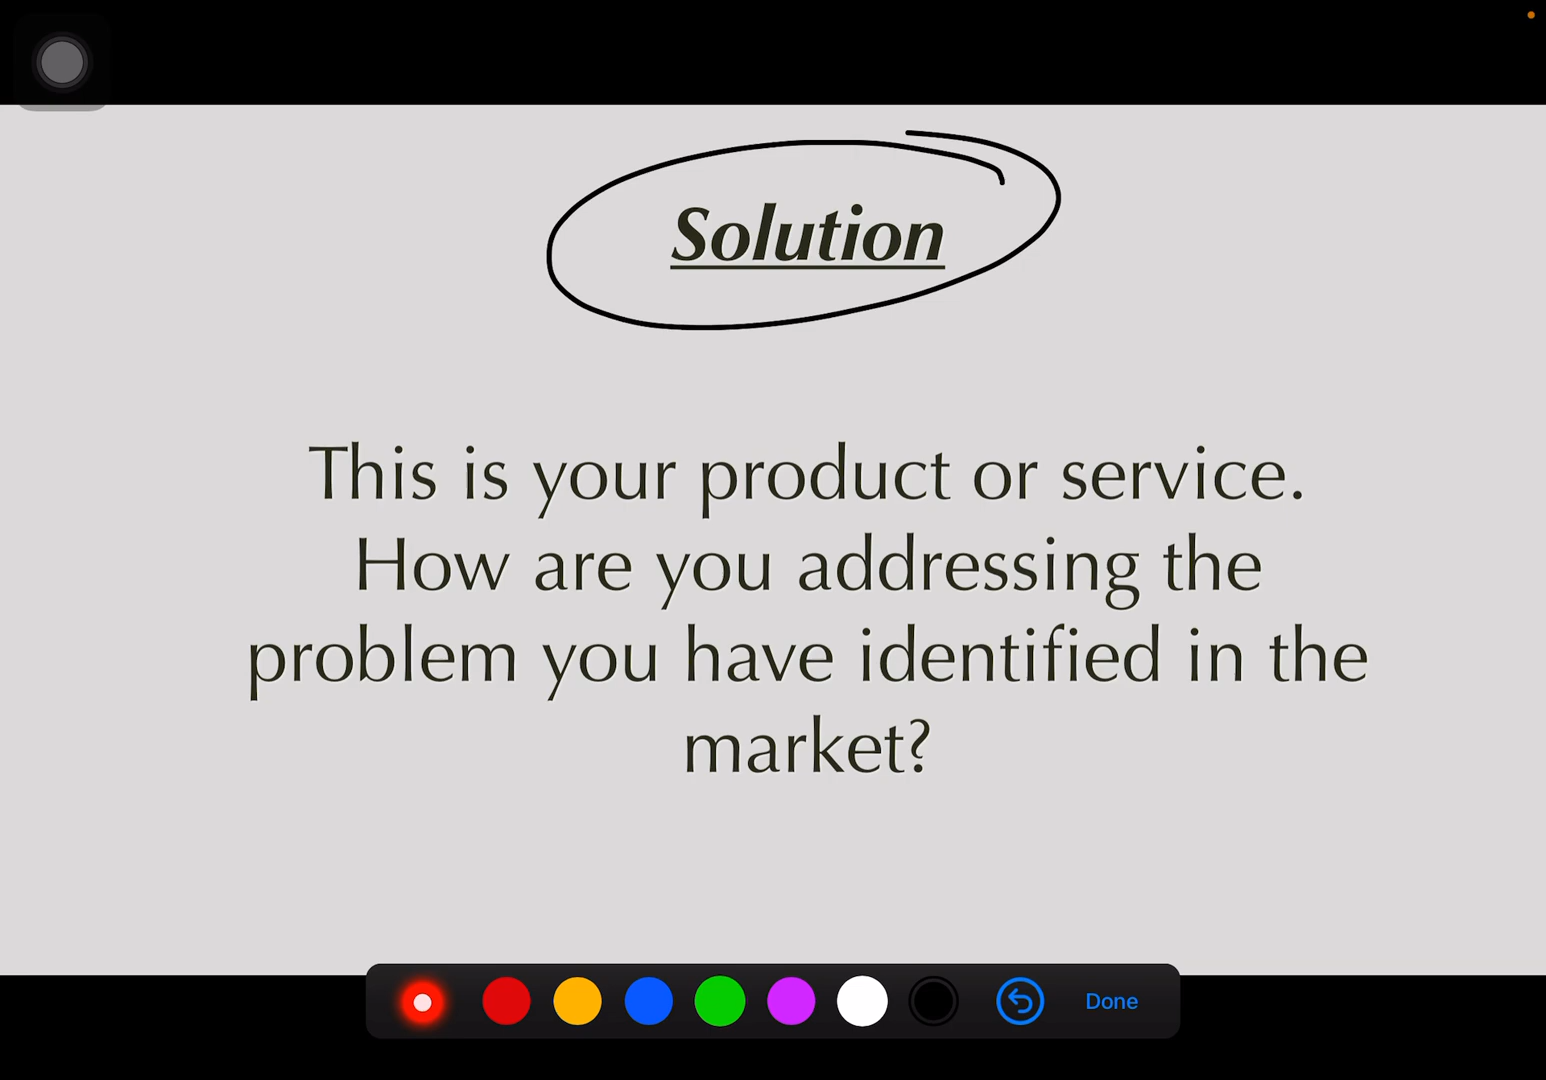 Solution
This is your product or service.
How are you addressing the
problem you have identified in the
market?
Done